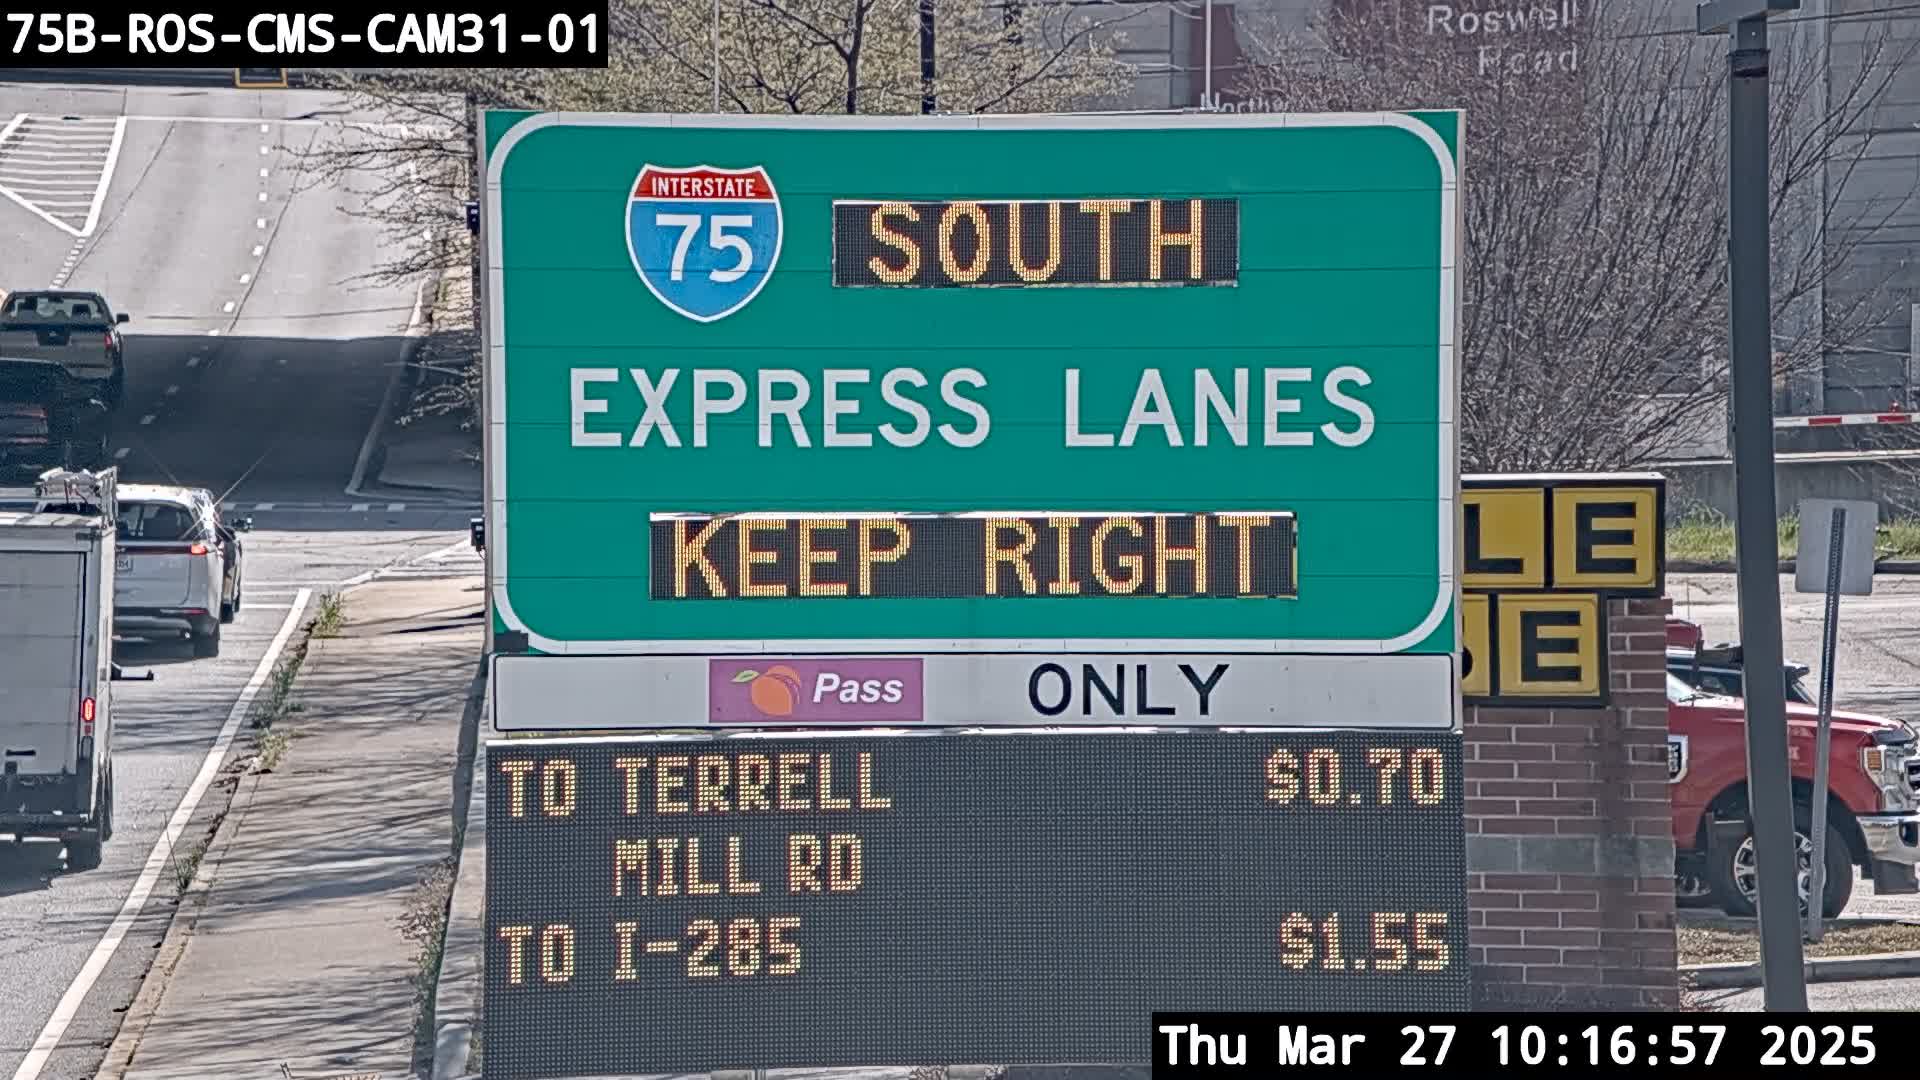 75B-ROS-CMS-CAM31-01
Roswell
Road
INTERSTATE
75
SOUTH
EXPRESS LANES
KEEP RIGHT
Pass ONLY
LE
E
TO TERRELL $0.70
MILL RD
TO I-285 $1.55
Thu Mar 27 10:16:57 2025